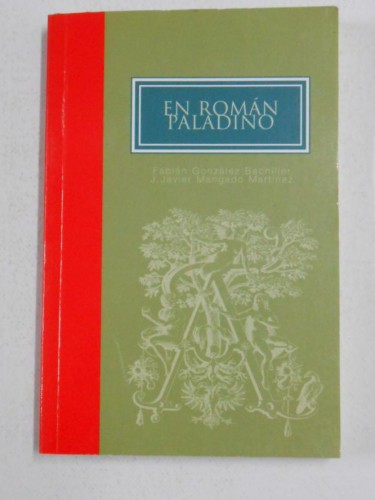 EN ROMÁN
PALADINO
Fabián González Bachiller
J. Javier Mangado Martínez